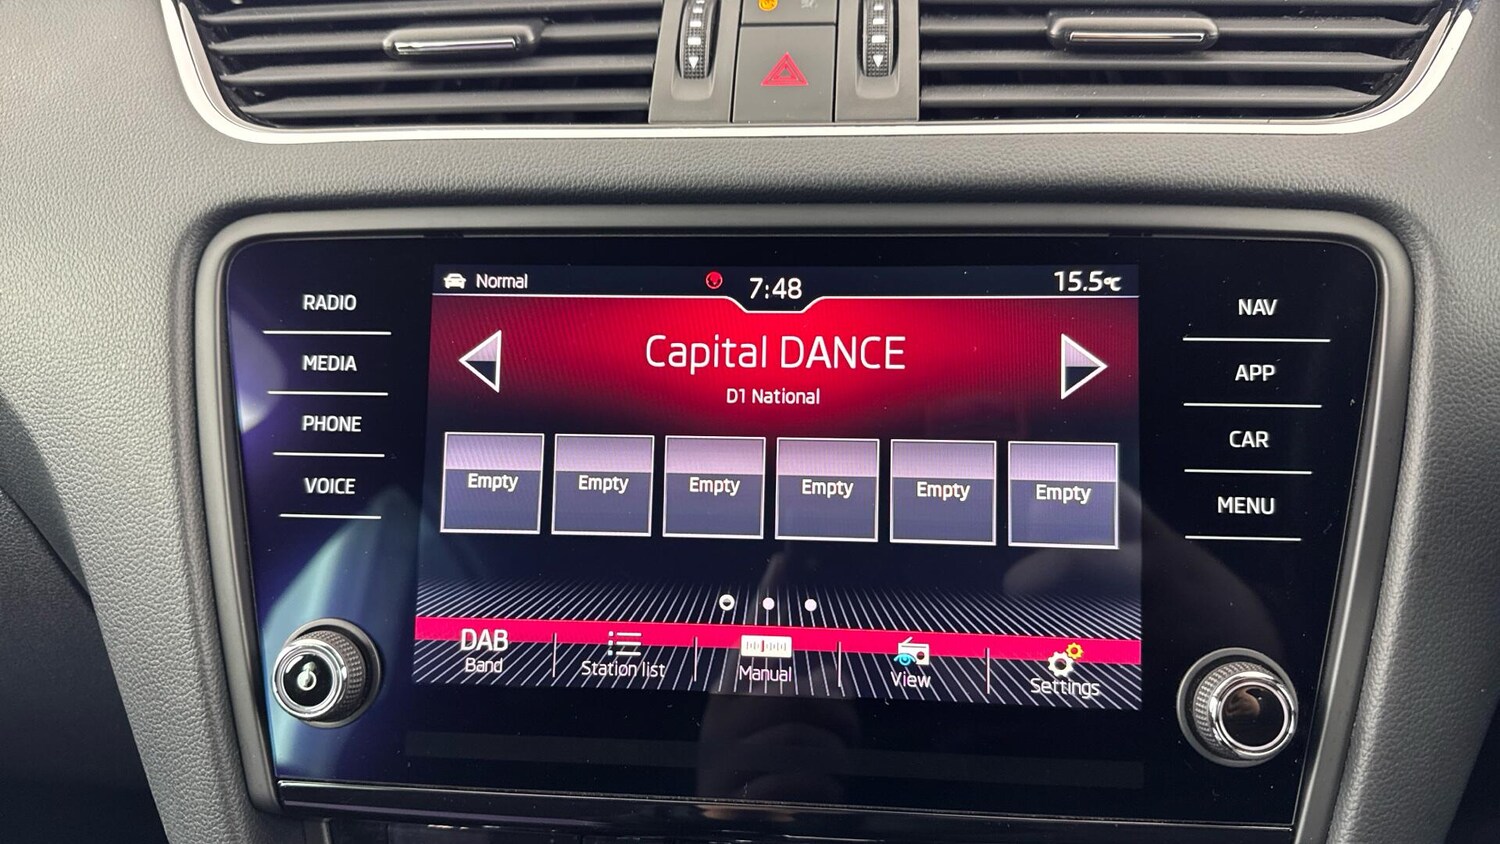 Normal
7:48
15.5°C
RADIO
MEDIA
PHONE
VOICE
Capital DANCE
D1 National
Empty
Empty
Empty
Empty
Empty
Empty
DAB
Band
Station list
Manual
View
Settings
NAV
APP
CAR
MENU